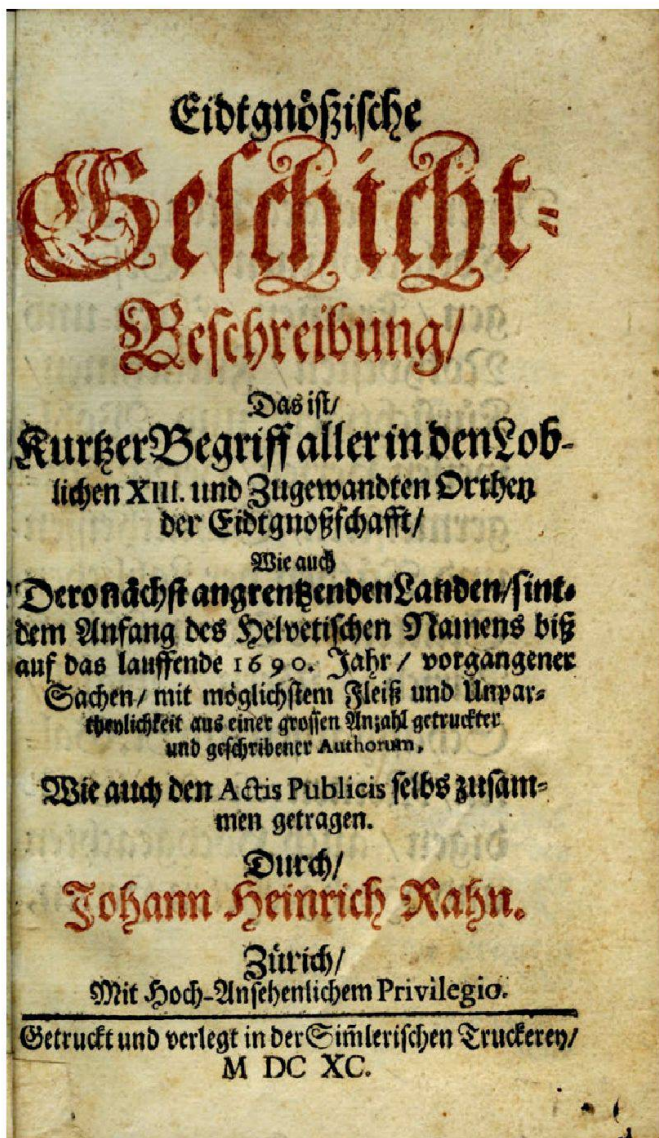 Eidtgnößische
Geschicht-
Beschreibung/
Das ist/
Kurtzer Begriff aller in den Lob-
lichen XIII. und Zugewandten Orthen
der Eidtgnoßschafft/
Wie auch
Dero nächst angrentzenden Landen/ sint-
dem Anfang des Helvetischen Namens biß
auf das lauffende 1690. Jahr/ vorgangener
Sachen/ mit möglichstem Fleiß und Unpar-
theylichkeit aus einer grossen Anzahl getruckter
und geschribener Authorum,
Wie auch den Actis Publicis selbs zusam-
men getragen.
Durch/
Johann Heinrich Rahn.
Zürich/
Mit Hoch-Ansehenlichem Privilegio.
Getruckt und verlegt in der Sim̃lerischen Truckerey/
M DC XC.